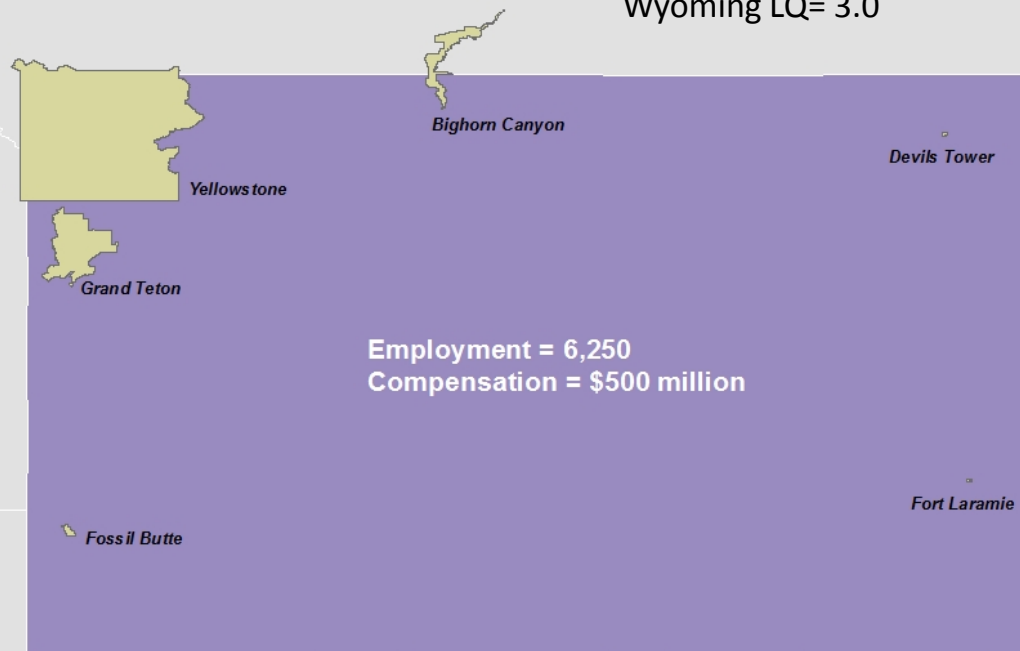 Wyoming LQ= 3.0
Bighorn Canyon
Devils Tower
Yellowstone
Grand Teton
Employment = 6,250
Compensation = $500 million
Fort Laramie
Fossil Butte